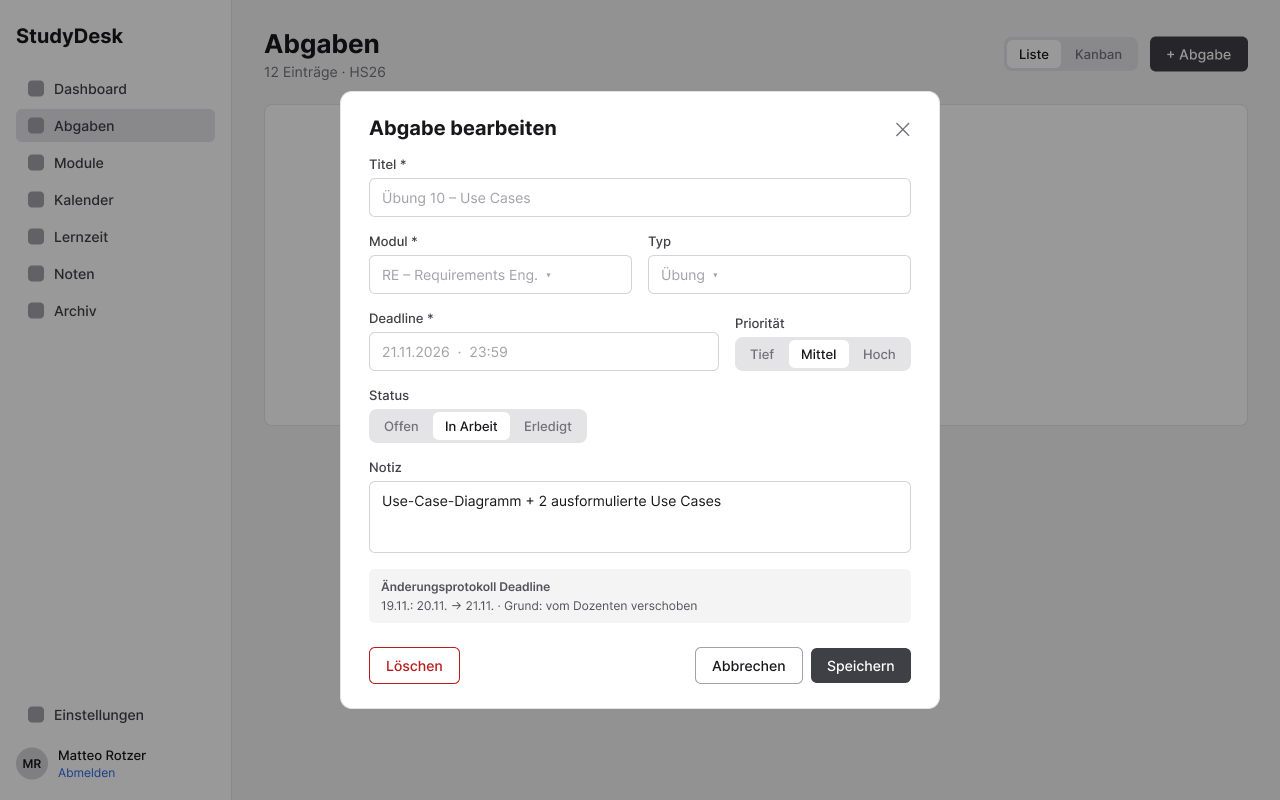 StudyDesk
Dashboard
Abgaben
Module
Kalender
Lernzeit
Noten
Archiv
Einstellungen
MR
Matteo Rotzer
Abmelden
Abgaben
12 Einträge · HS26
Liste Kanban
+ Abgabe
Abgabe bearbeiten
Titel *
Übung 10 – Use Cases
Modul * Typ
RE – Requirements Eng. Übung
Deadline * Priorität
21.11.2026 · 23:59 Tief Mittel Hoch
Status
Offen In Arbeit Erledigt
Notiz
Use-Case-Diagramm + 2 ausformulierte Use Cases
Änderungsprotokoll Deadline
19.11.: 20.11. → 21.11. · Grund: vom Dozenten verschoben
Löschen Abbrechen Speichern